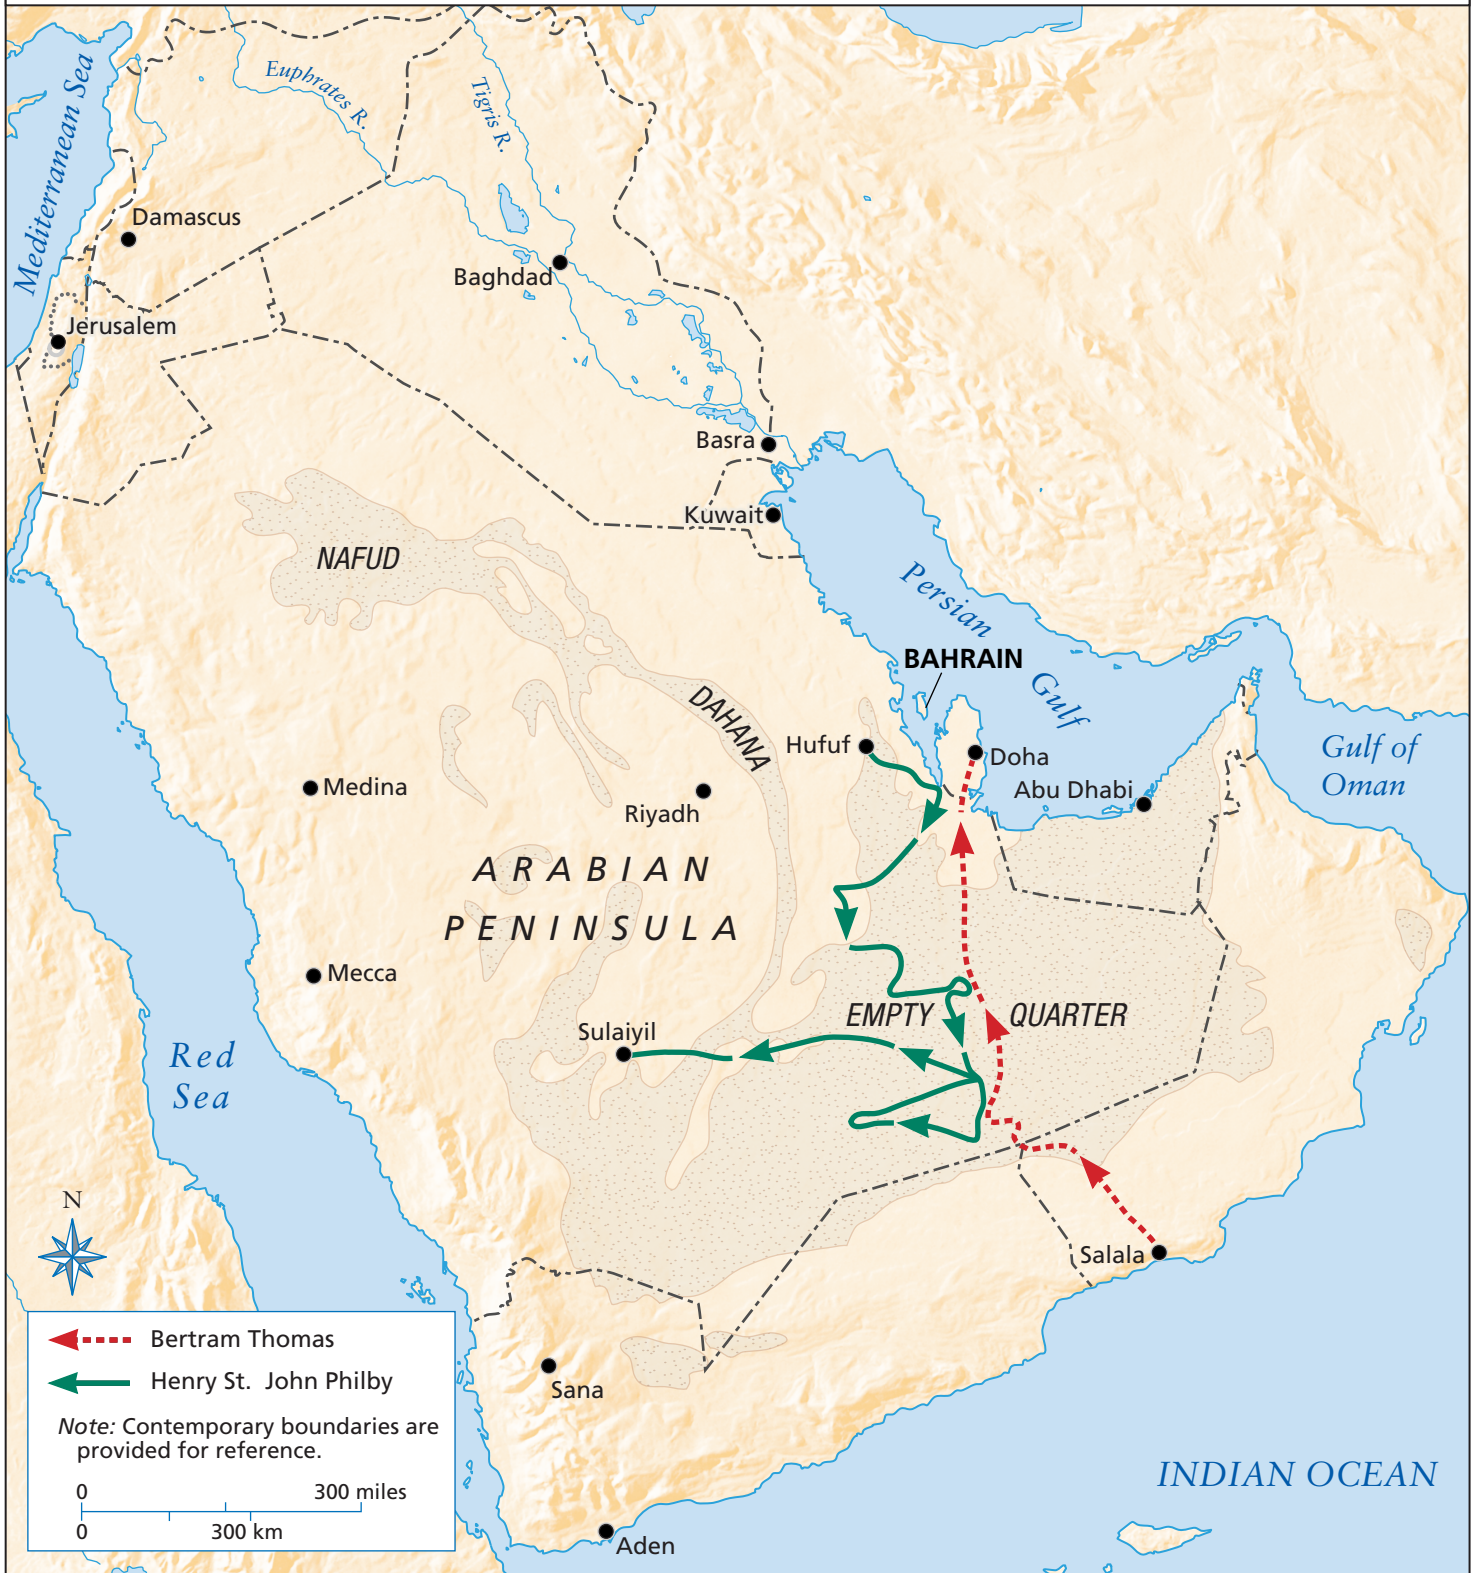 Euphrates R.
Tigris R.
Mediterranean Sea
Damascus
Baghdad
Jerusalem
Basra
Kuwait
NAFUD
Persian
Gulf
BAHRAIN
DAHANA
Hufuf
Doha
Gulf of
Oman
Medina
Riyadh
Abu Dhabi
ARABIAN
PENINSULA
Mecca
EMPTY QUARTER
Sulaiyil
Red
Sea
N
Salala
Bertram Thomas
Henry St. John Philby
Note: Contemporary boundaries are
provided for reference.
0 300 miles
0 300 km
Sana
Aden
INDIAN OCEAN